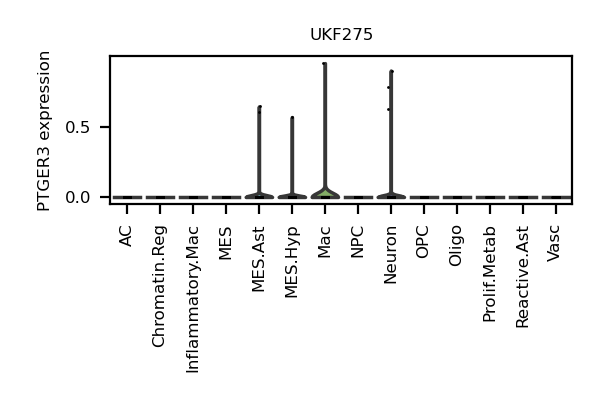 UKF275
PTGER3 expression
0.5
0.0
AC
Chromatin.Reg
Inflammatory.Mac
MES
MES.Ast
MES.Hyp
Mac
NPC
Neuron
OPC
Oligo
Prolif.Metab
Reactive.Ast
Vasc